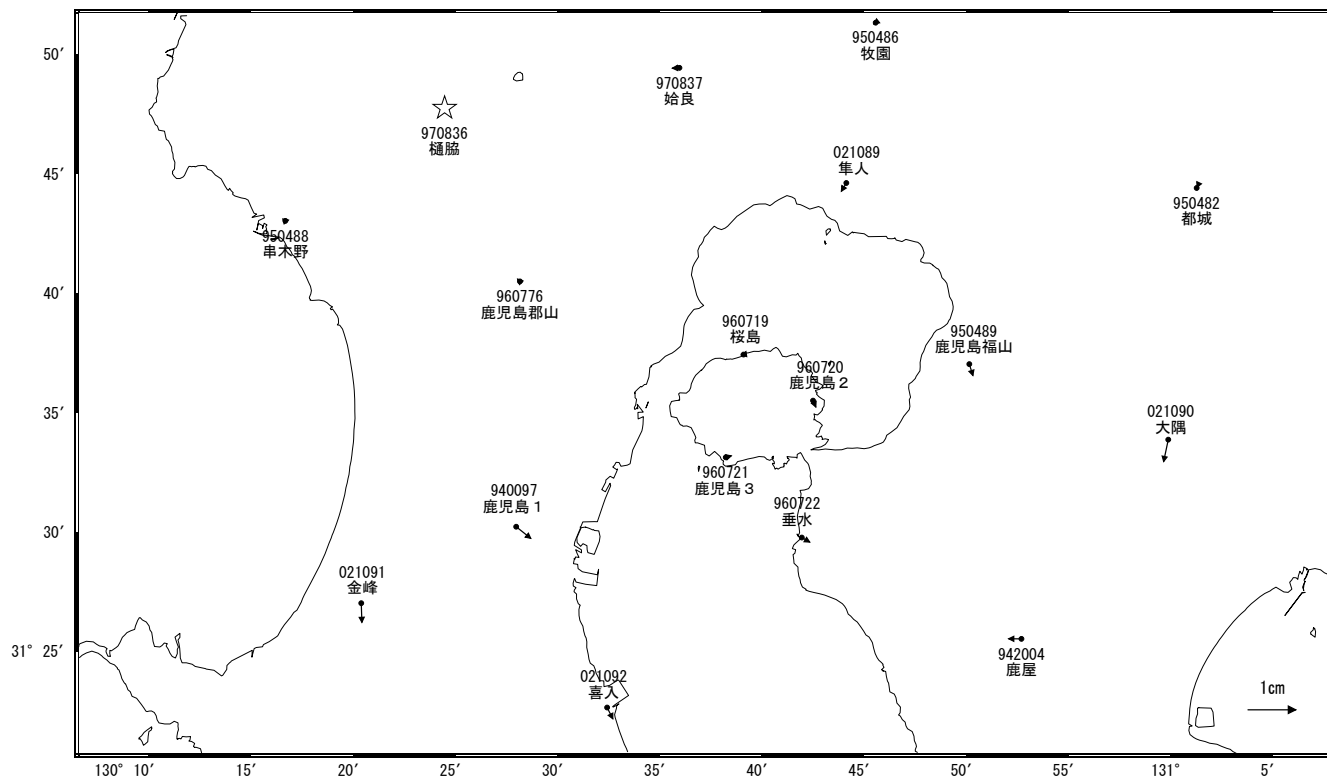 50′
950486
牧園
970837
姶良
970836
樋脇
021089
隼人
45′
950482
都城
950488
串木野
40′
960776
鹿児島郡山
960719
桜島
950489
鹿児島福山
960720
鹿児島２
35′
021090
大隅
960721
鹿児島３
940097
鹿児島１
960722
垂水
30′
021091
金峰
31° 25′
942004
鹿屋
021092
喜入
1cm
130° 10′ 15′ 20′ 25′ 30′ 35′ 40′ 45′ 50′ 55′ 131° 5′